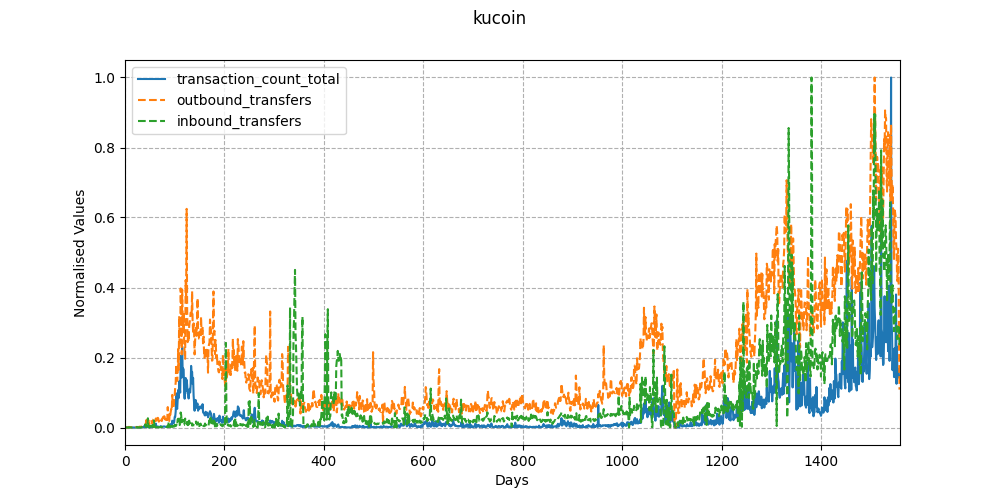 kucoin
transaction_count_total
outbound_transfers
inbound_transfers
Normalised Values
1.0
0.8
0.6
0.4
0.2
0.0
0 200 400 600 800 1000 1200 1400
Days